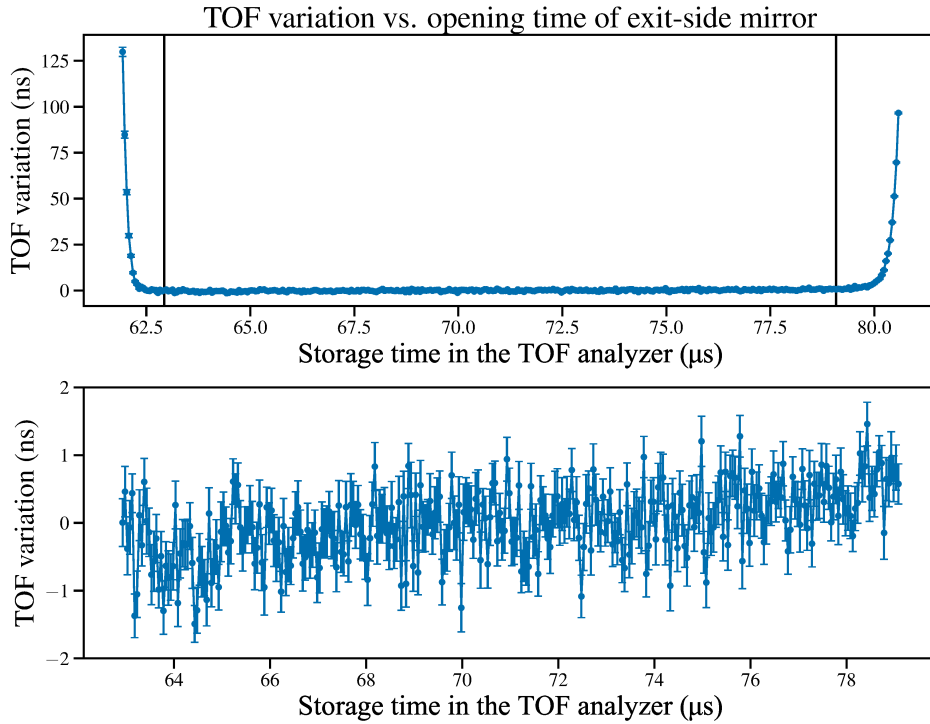 TOF variation vs. opening time of exit-side mirror
TOF variation (ns)
125
100
75
50
25
0
62.5 65.0 67.5 70.0 72.5 75.0 77.5 80.0
Storage time in the TOF analyzer (μs)
TOF variation (ns)
2
1
0
−1
−2
64 66 68 70 72 74 76 78
Storage time in the TOF analyzer (μs)